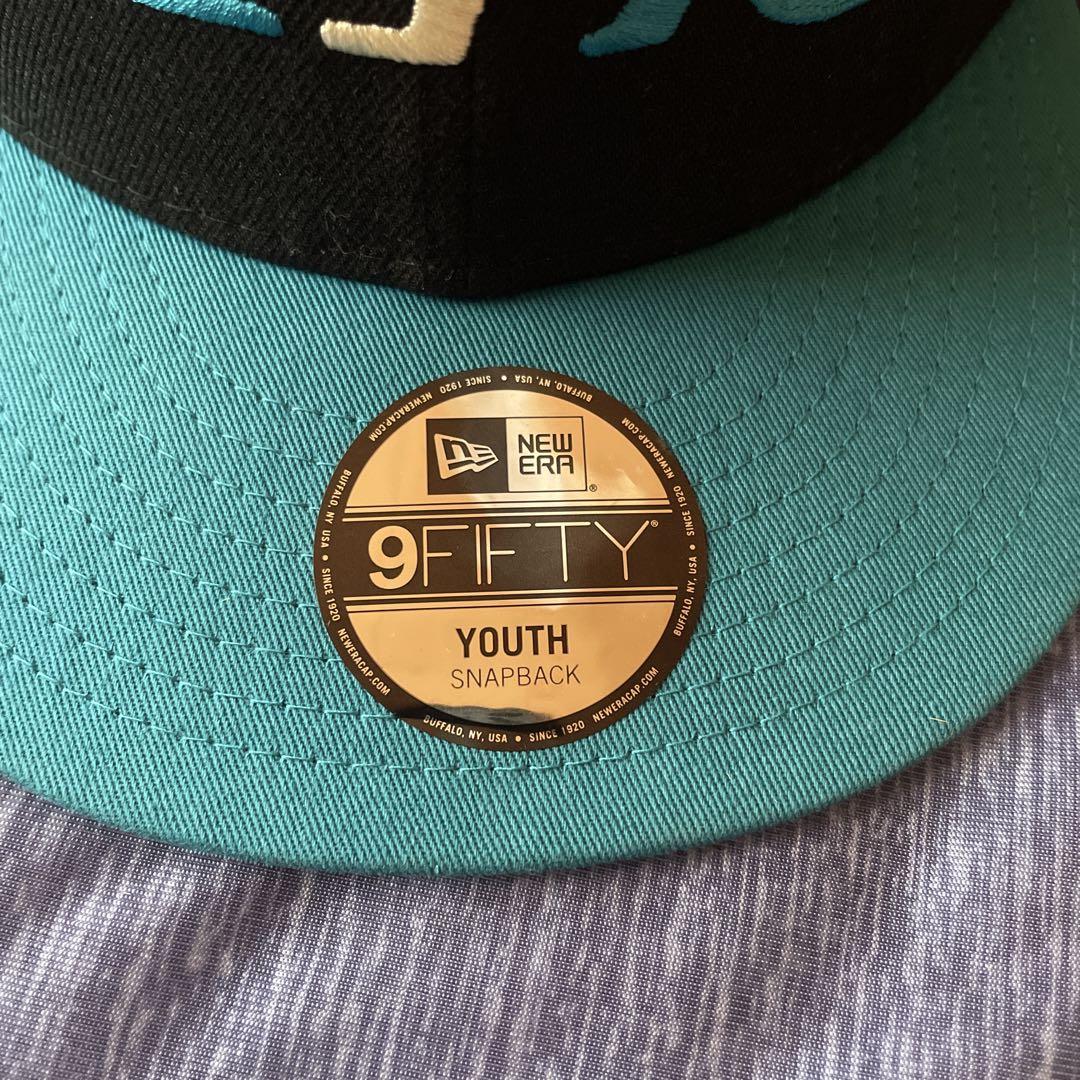 NEW
ERA®
9FIFTY®
YOUTH
SNAPBACK
BUFFALO, NY, USA • SINCE 1920 NEWERACAP.COM
BUFFALO, NY, USA • SINCE 1920 NEWERACAP.COM
BUFFALO, NY, USA • SINCE 1920 NEWERACAP.COM
BUFFALO, NY, USA • SINCE 1920 NEWERACAP.COM